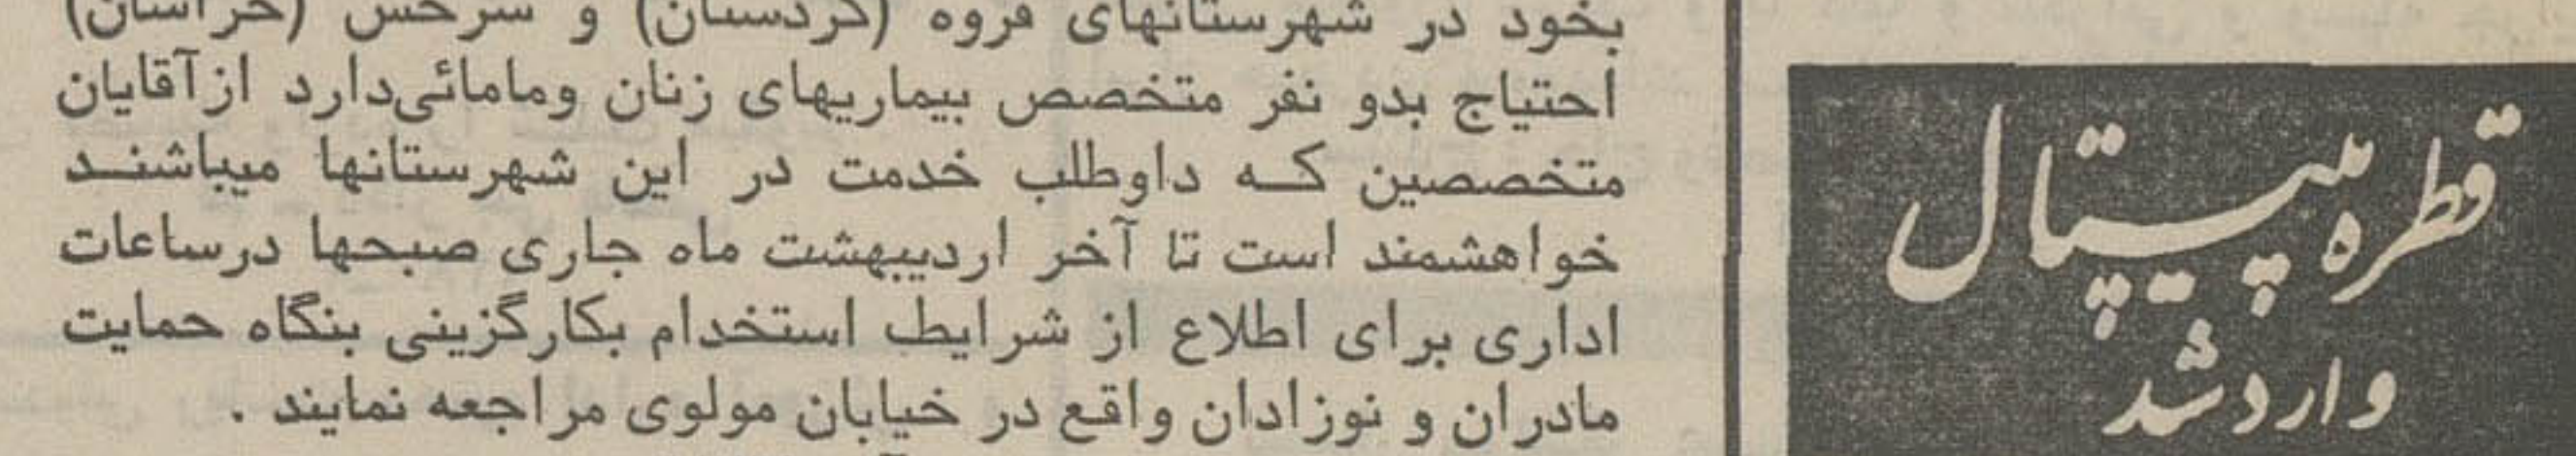 بخود در شهرستانهای قروه (کردستان) و سرخس (خراسان)
احتیاج بدو نفر متخصص بیماریهای زنان ومامائی‌دارد ازآقایان
متخصصین که داوطلب خدمت در این شهرستانها میباشند
خواهشمند است تا آخر اردیبهشت ماه جاری صبحها درساعات
اداری برای اطلاع از شرایط استخدام بکارگزینی بنگاه حمایت
مادران و نوزادان واقع در خیابان مولوی مراجعه نمایند .
قطره
وارد شد